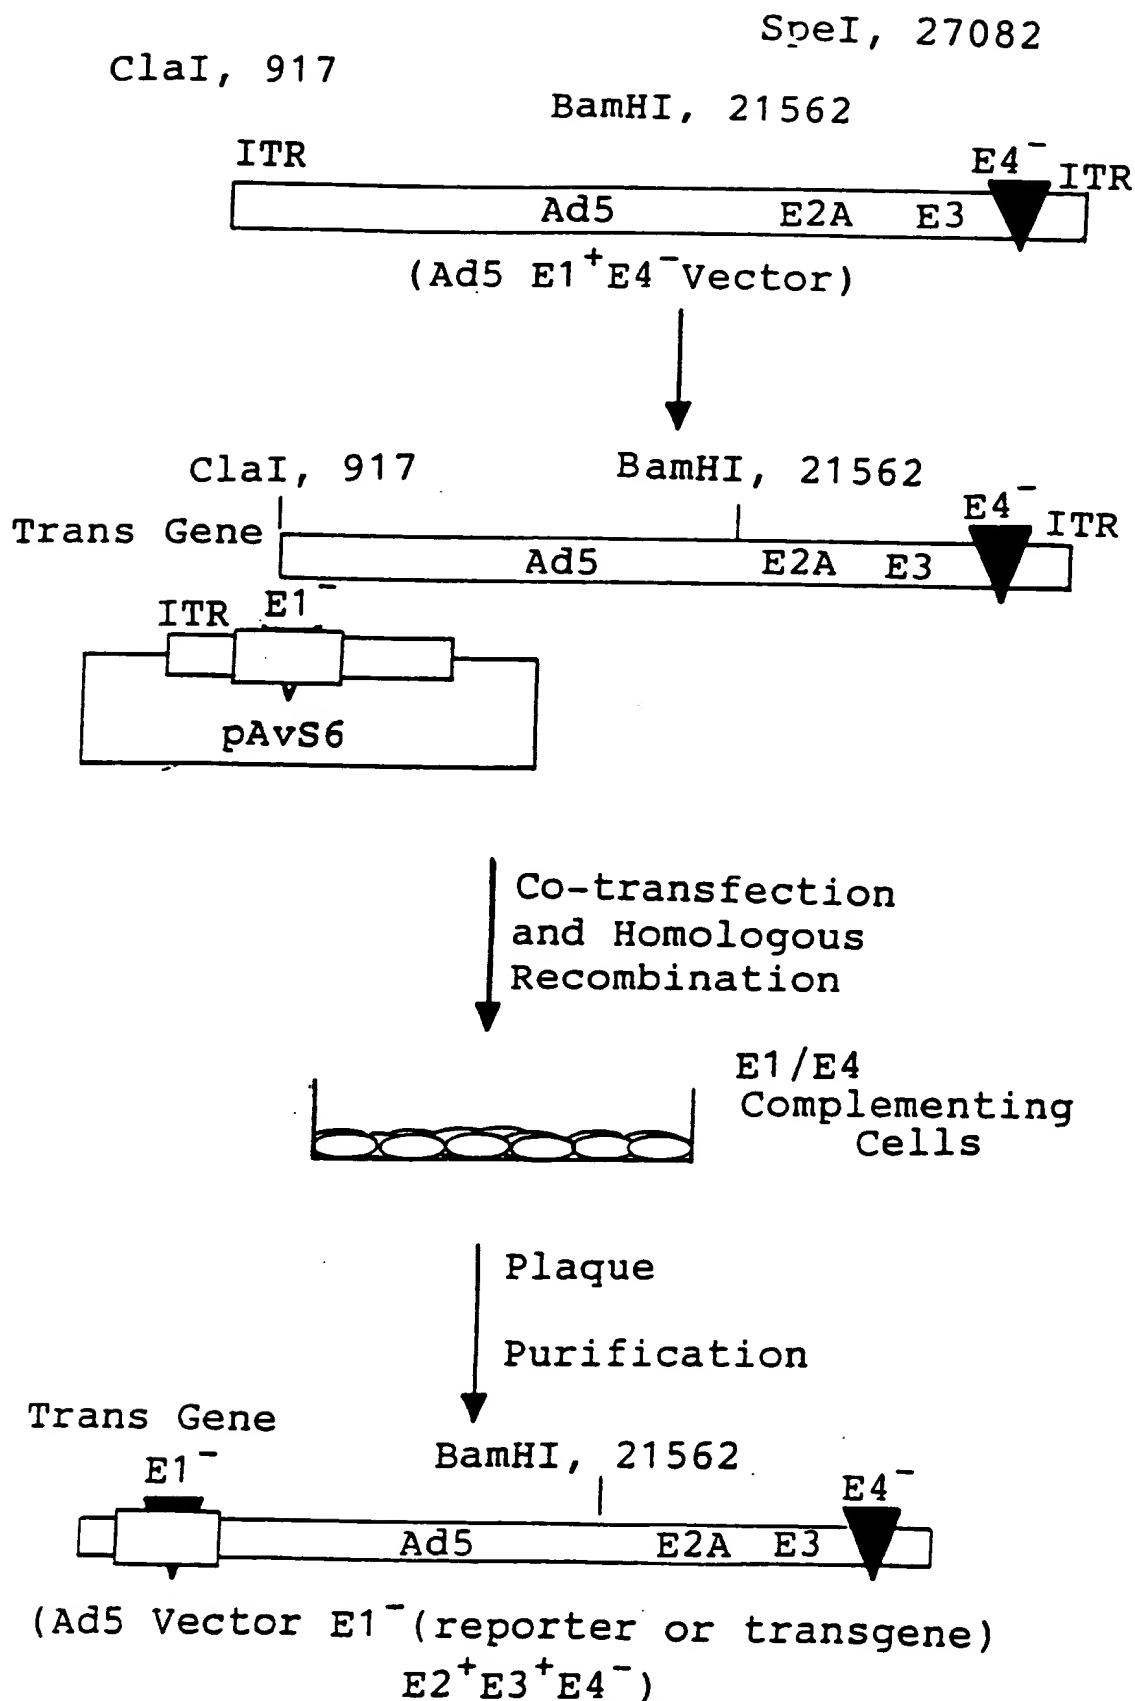 SpeI, 27082
ClaI, 917
BamHI, 21562
ITR
E4⁻
ITR
Ad5
E2A
E3
(Ad5 E1⁺E4⁻Vector)
ClaI, 917
BamHI, 21562
E4⁻
ITR
Trans Gene
Ad5
E2A
E3
ITR
E1⁻
pAvS6
Co-transfection
and Homologous
Recombination
E1/E4
Complementing
Cells
Plaque
Purification
Trans Gene
BamHI, 21562
E1⁻
E4⁻
Ad5
E2A
E3
(Ad5 Vector E1⁻(reporter or transgene)
E2⁺E3⁺E4⁻)